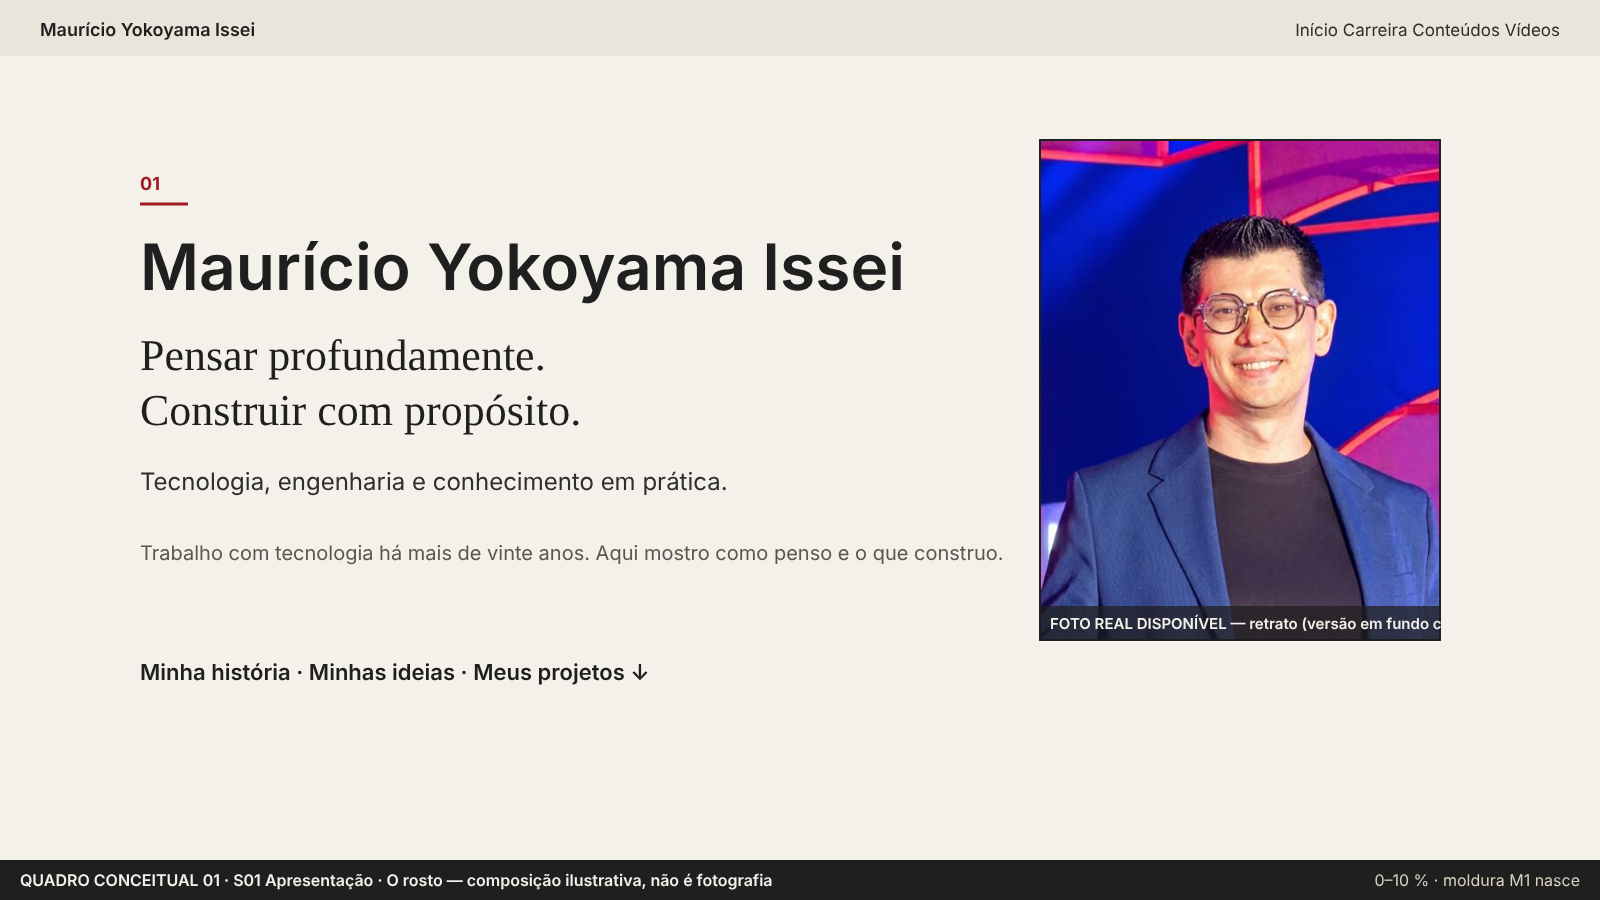 Maurício Yokoyama Issei
Início Carreira Conteúdos Vídeos
01
Maurício Yokoyama Issei
Pensar profundamente.
Construir com propósito.
Tecnologia, engenharia e conhecimento em prática.
Trabalho com tecnologia há mais de vinte anos. Aqui mostro como penso e o que construo.
Minha história · Minhas ideias · Meus projetos ↓
FOTO REAL DISPONÍVEL — retrato (versão em fundo c
QUADRO CONCEITUAL 01 · S01 Apresentação · O rosto — composição ilustrativa, não é fotografia
0–10 % · moldura M1 nasce